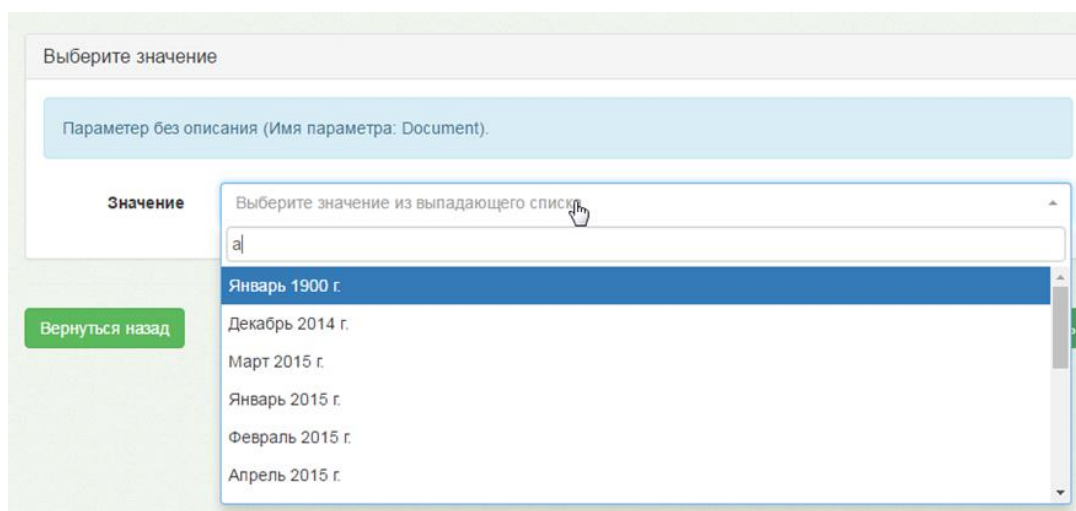 Выберите значение
Параметр без описания (Имя параметра: Document).
Значение
Выберите значение из выпадающего списка
а
Январь 1900 г.
Вернуться назад
Декабрь 2014 г.
Март 2015 г.
Январь 2015 г.
Февраль 2015 г.
Апрель 2015 г.